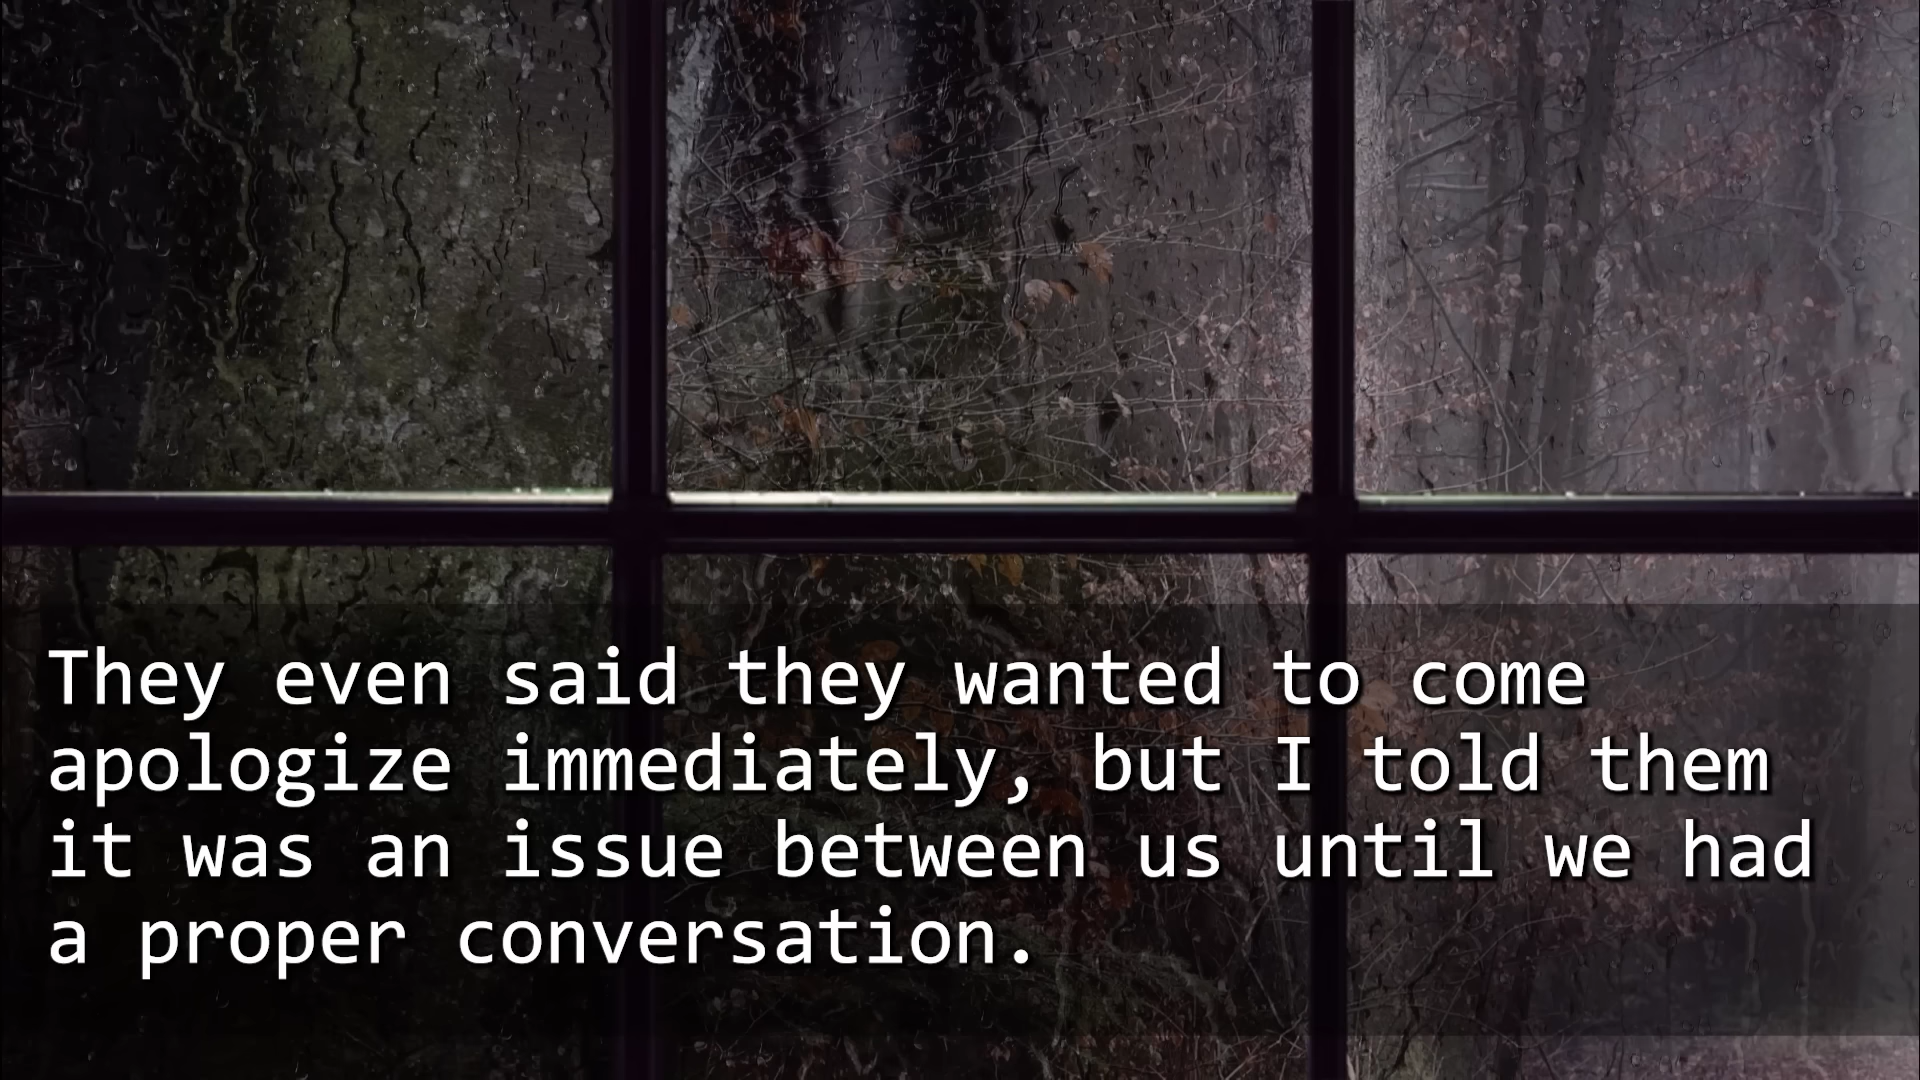 They even said they wanted to come
apologize immediately, but I told them
it was an issue between us until we had
a proper conversation.